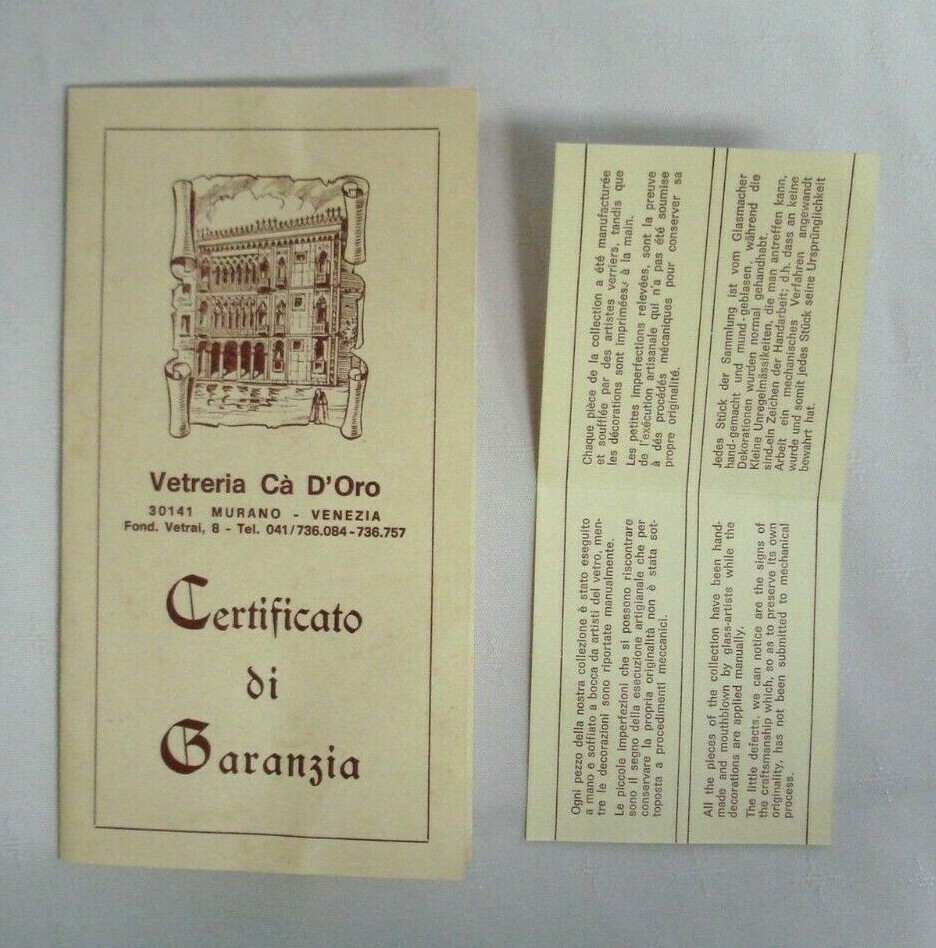 Vetreria Cà D'Oro
30141 MURANO - VENEZIA
Fond. Vetrai, 8 - Tel. 041/736.084-736.757
Certificato
di
Garanzia
Ogni pezzo della nostra collezione è stato eseguito
a mano e soffiato a bocca da artisti del vetro, men-
tre le decorazioni sono riportate manualmente.
Le piccole imperfezioni che si possono riscontrare
sono il segno della esecuzione artigianale che per
conservare la propria originalità non è stata sot-
toposta a procedimenti meccanici.
Chaque pièce de la collection a été manufacturée
et soufflée par des artistes verriers, tandis que
les décorations sont imprimées à la main.
Les petites imperfections relevées, sont la preuve
de l'exécution artisanale qui n'a pas été soumise
à dés procédés mécaniques pour conserver sa
propre originalité.
All the pieces of the collection have been hand-
made and mouthblown by glass-artists while the
decorations are applied manually.
The little defects, we can notice are the signs of
the craftsmanship which, so as to preserve its own
originality, has not been submitted to mechanical
process.
Jedes Stück der Sammlung ist vom Glasmacher
hand-gemacht und mund-geblasen, während die
Dekorationen wurden normal gehandhabt.
Kleine Unregelmässikeiten, die man antreffen kann,
sind ein Zeichen der Handarbeit; d.h. dass an keine
Arbeit ein mechanisches Verfahren angewandt
wurde und somit jedes Stück seine Ursprünglichkeit
bewahrt hat.